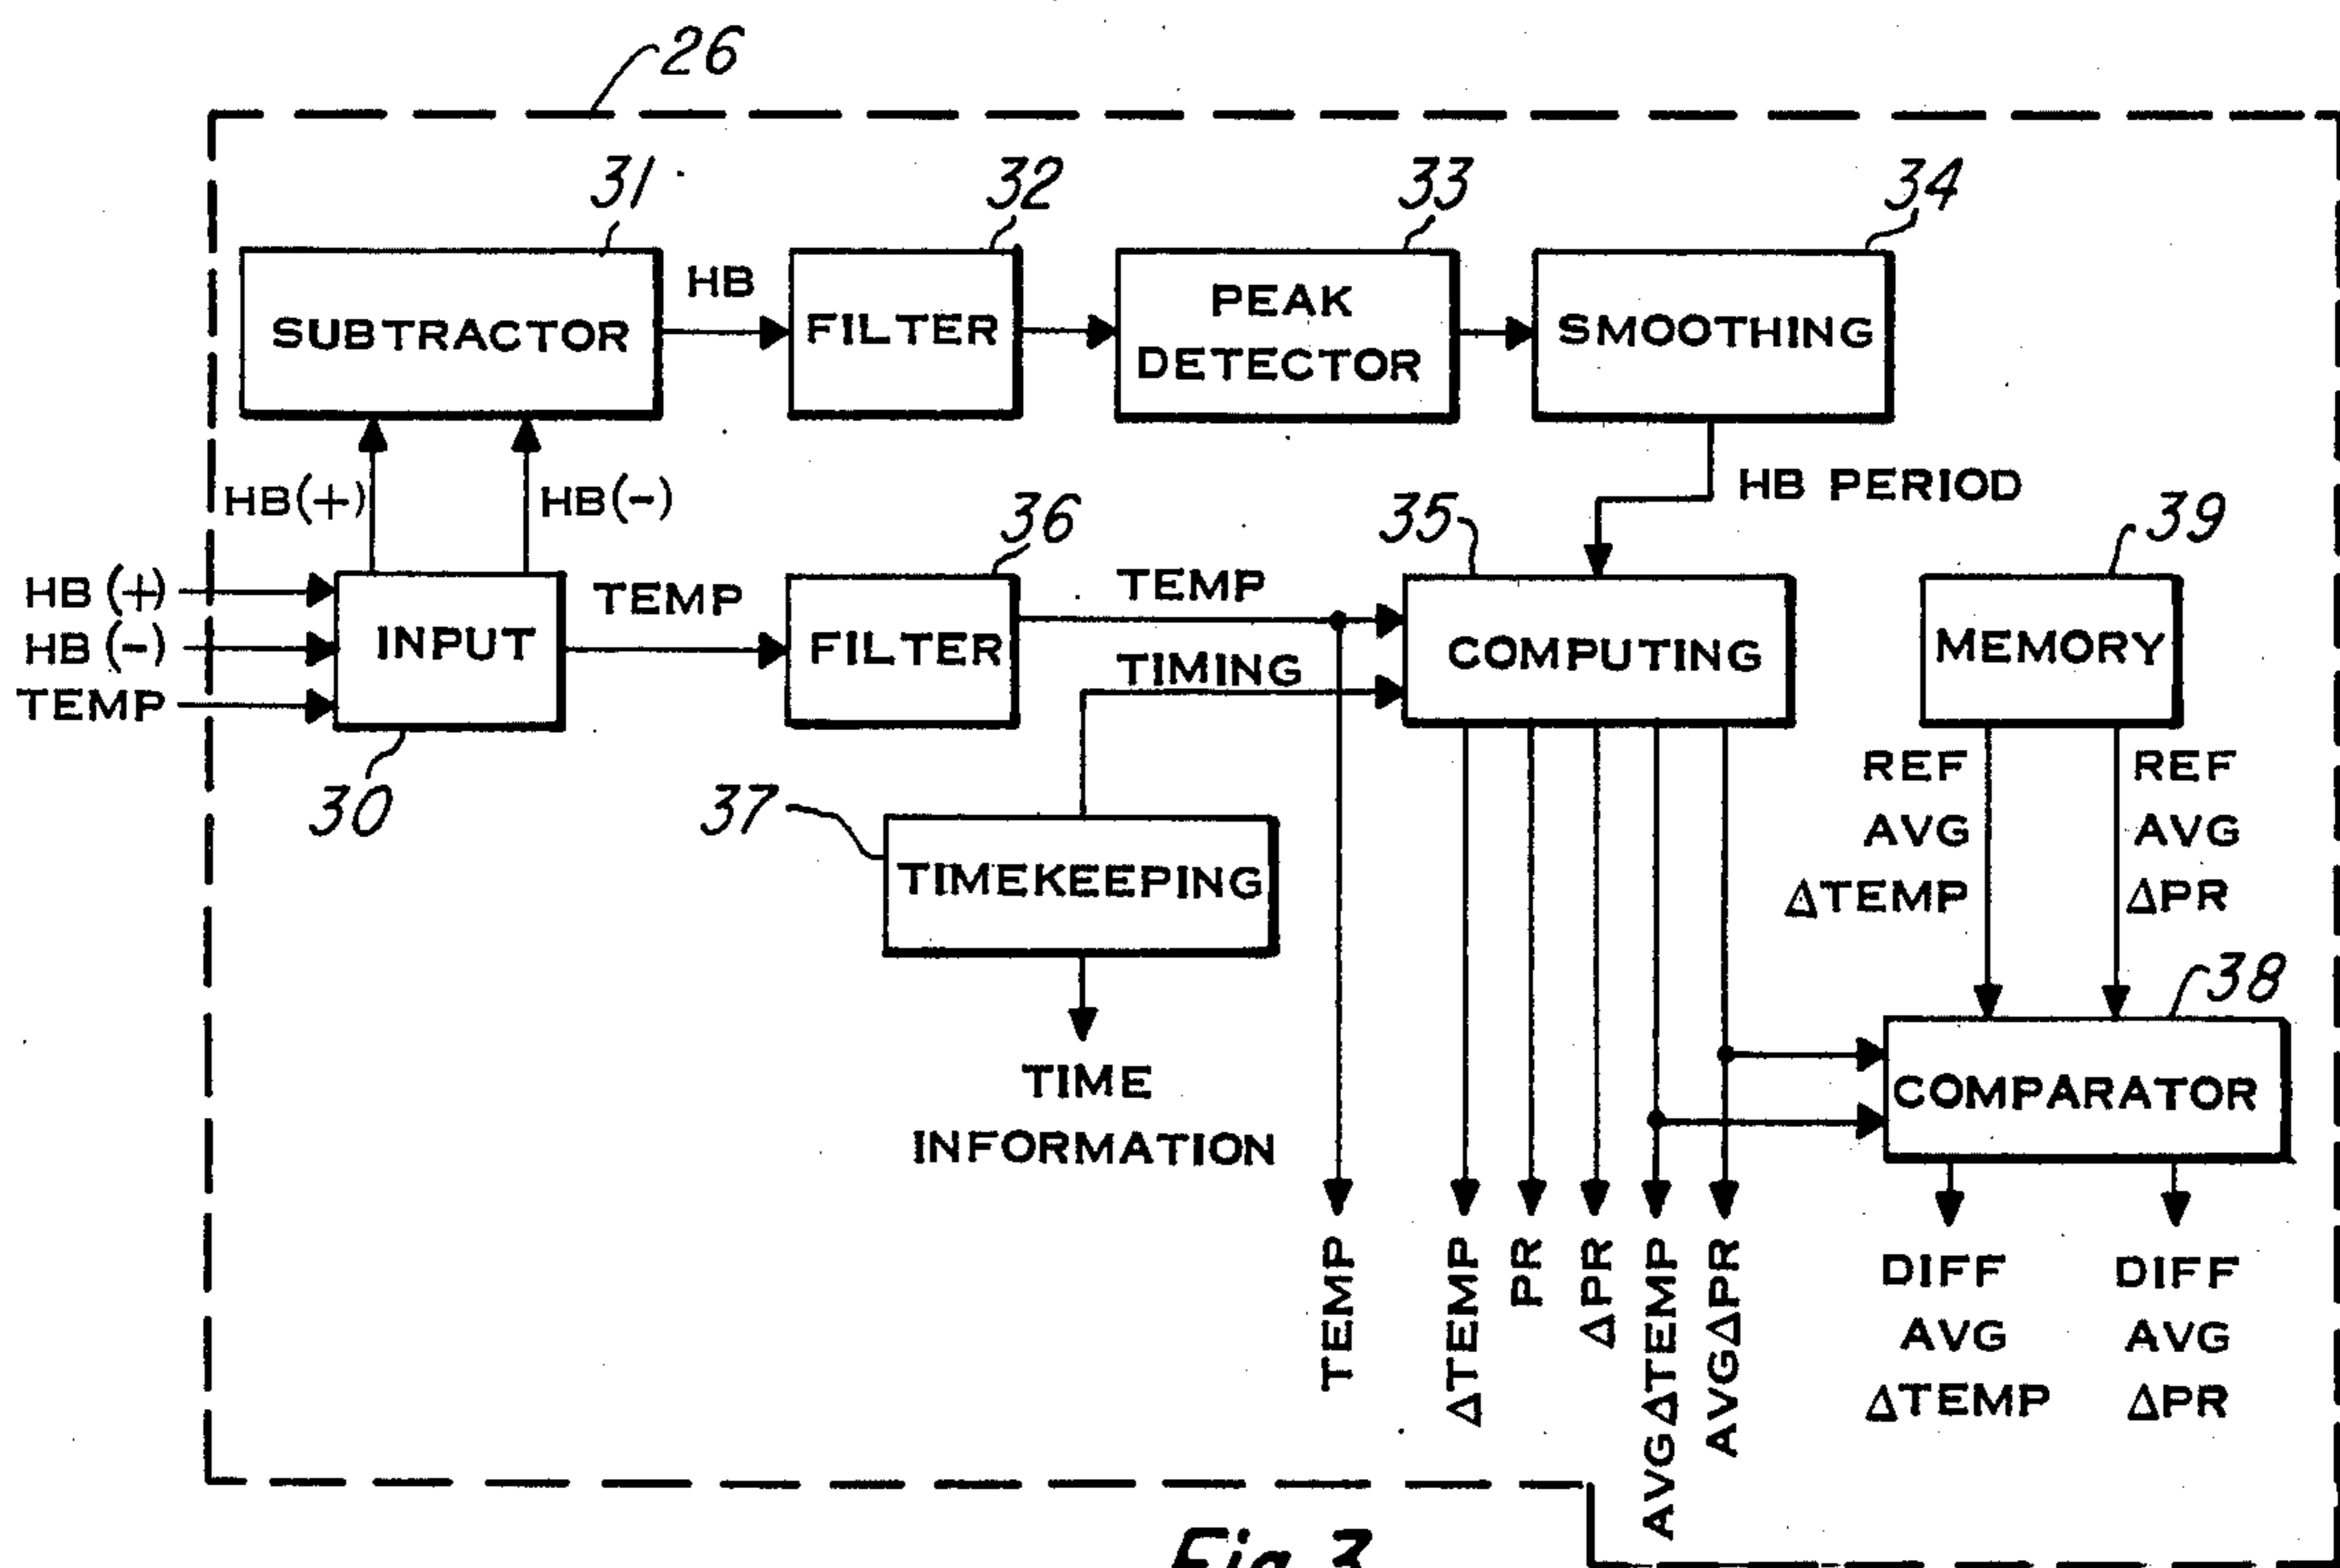 26
31
32
33
34
SUBTRACTOR
HB
FILTER
PEAK
DETECTOR
SMOOTHING
HB(+)
HB(-)
HB PERIOD
36
35
39
HB (+)
HB (-)
TEMP
INPUT
TEMP
FILTER
TEMP
TIMING
COMPUTING
MEMORY
30
37
TIMEKEEPING
REF
AVG
ΔTEMP
REF
AVG
ΔPR
38
TIME
INFORMATION
COMPARATOR
TEMP
ΔTEMP
PR
ΔPR
AVGΔTEMP
AVGΔPR
DIFF
AVG
ΔTEMP
DIFF
AVG
ΔPR
Fig. 3